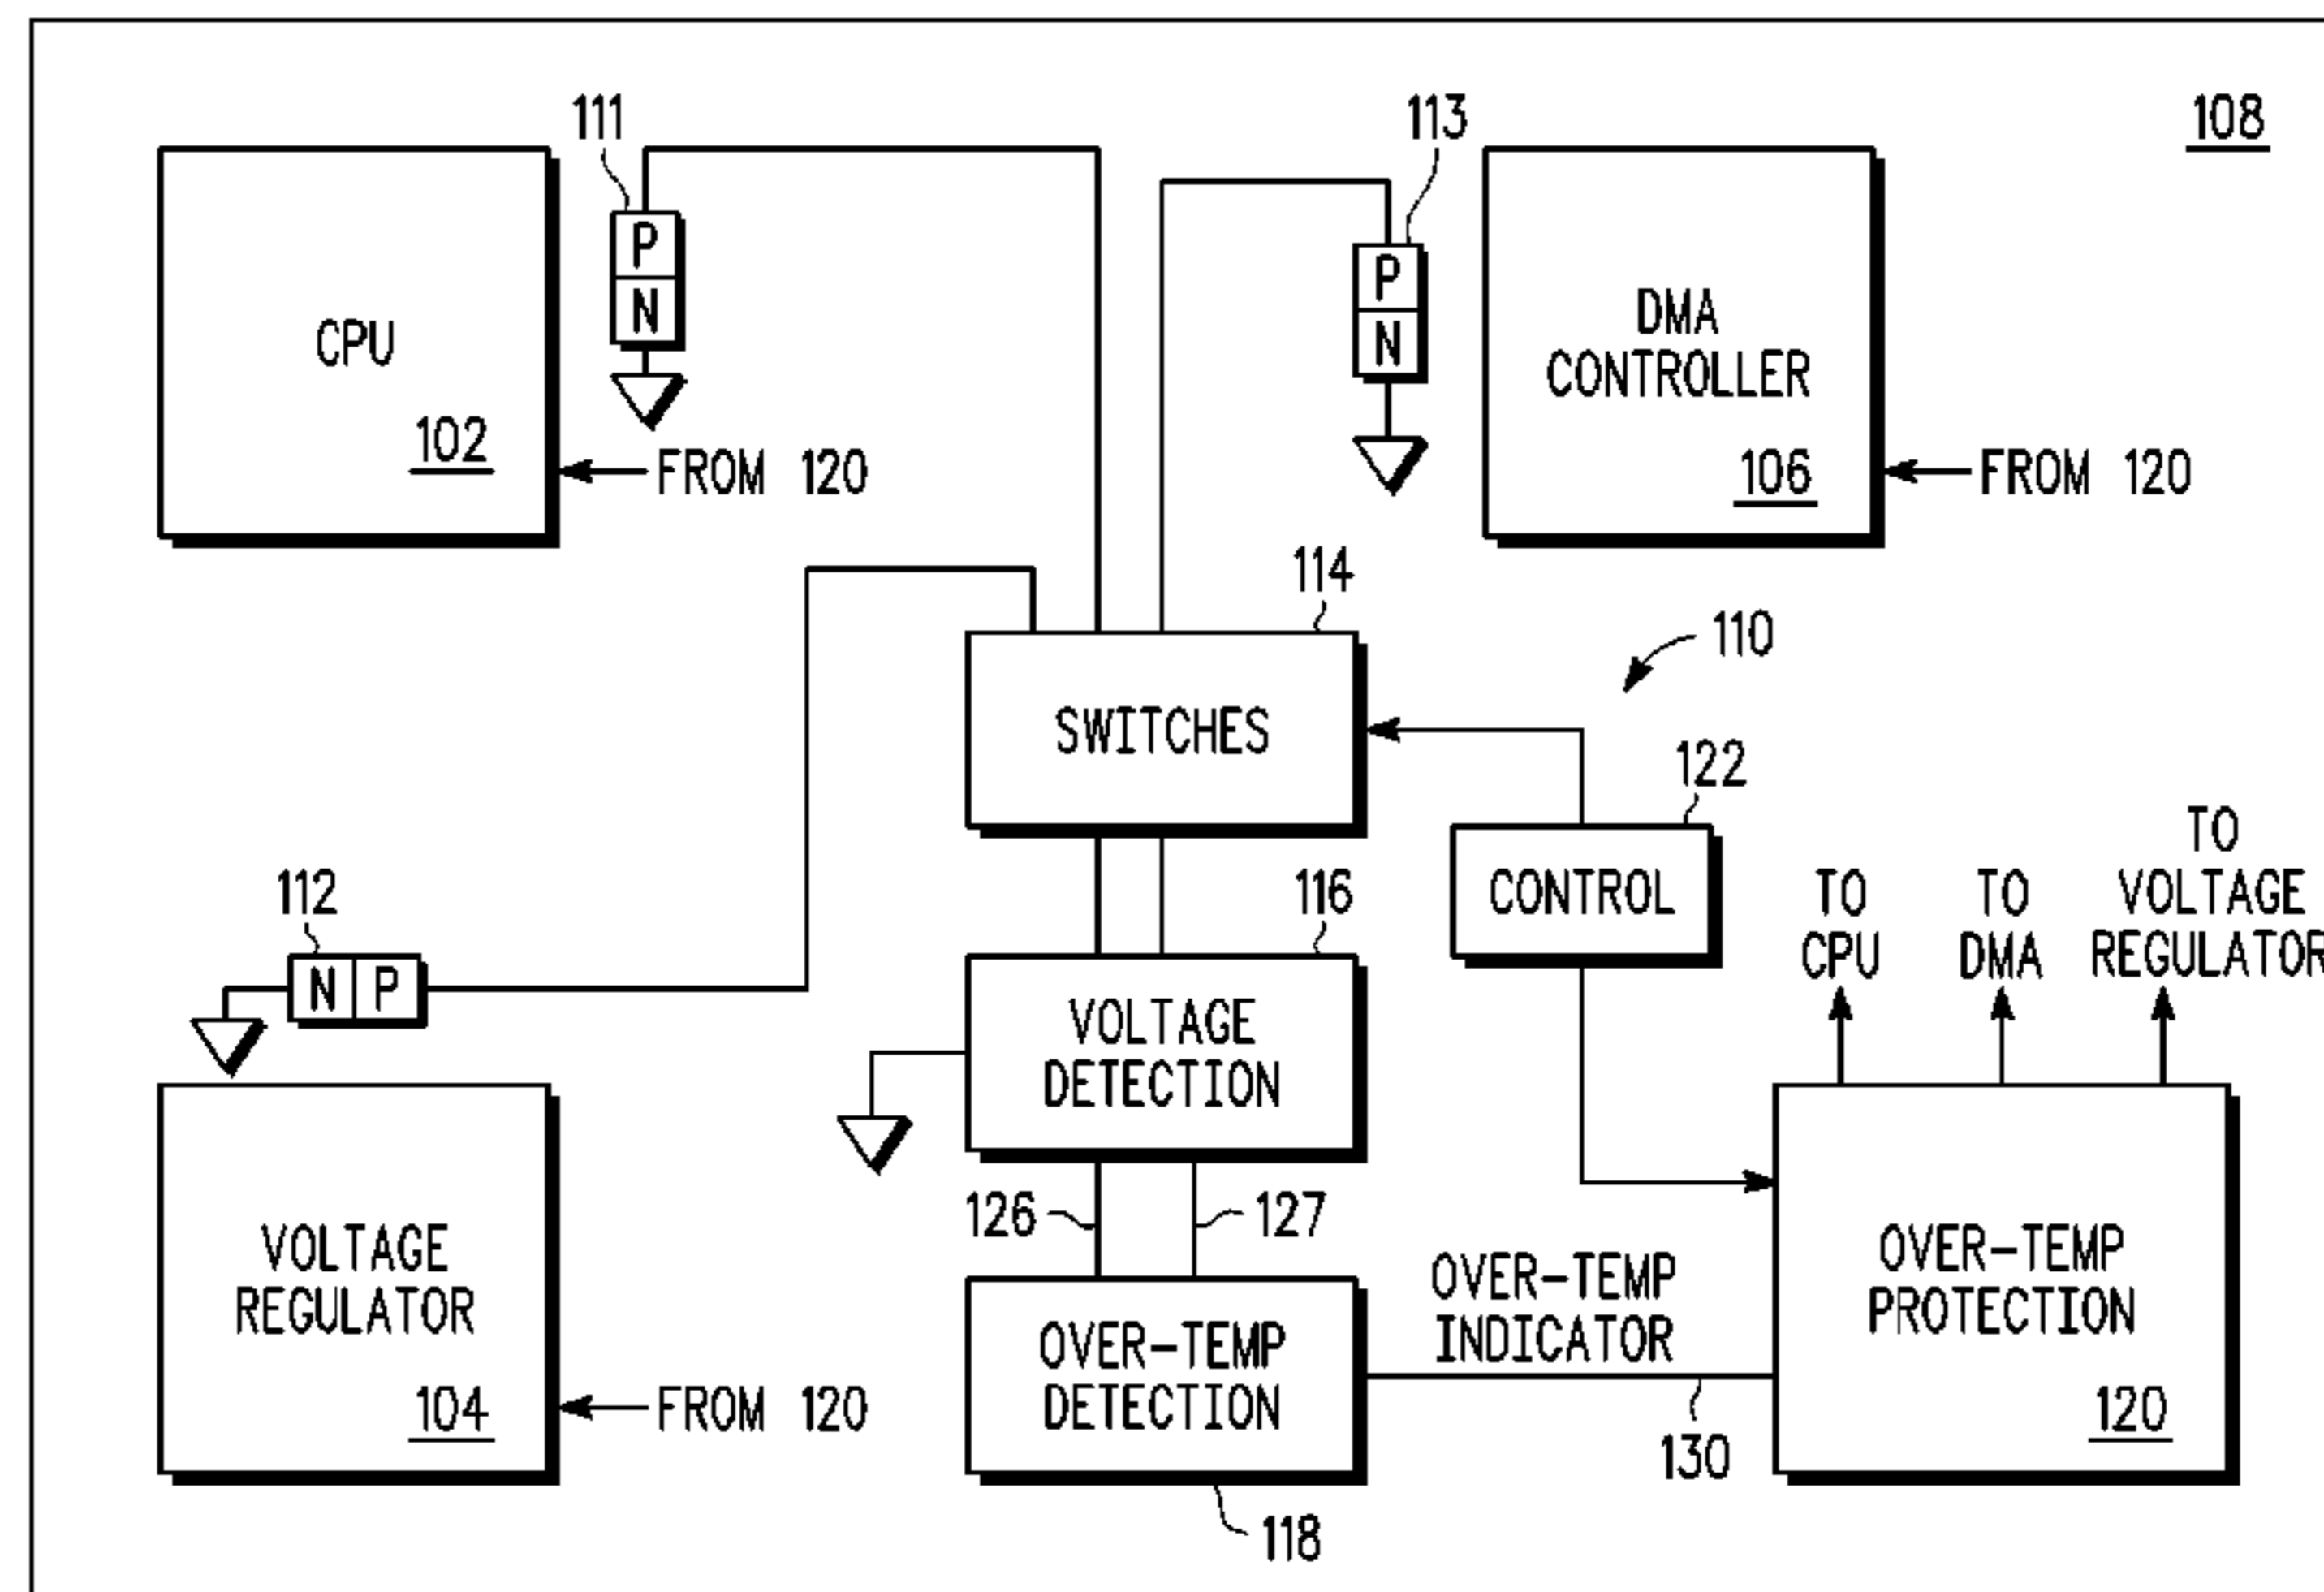 111
113
108
P
N
P
N
CPU
102
FROM 120
DMA
CONTROLLER
106
FROM 120
114
110
SWITCHES
122
CONTROL
112
N P
116
VOLTAGE
DETECTION
TO
CPU
TO
DMA
TO
VOLTAGE
REGULATOR
126
127
VOLTAGE
REGULATOR
104
FROM 120
OVER-TEMP
DETECTION
118
OVER-TEMP
INDICATOR
130
OVER-TEMP
PROTECTION
120